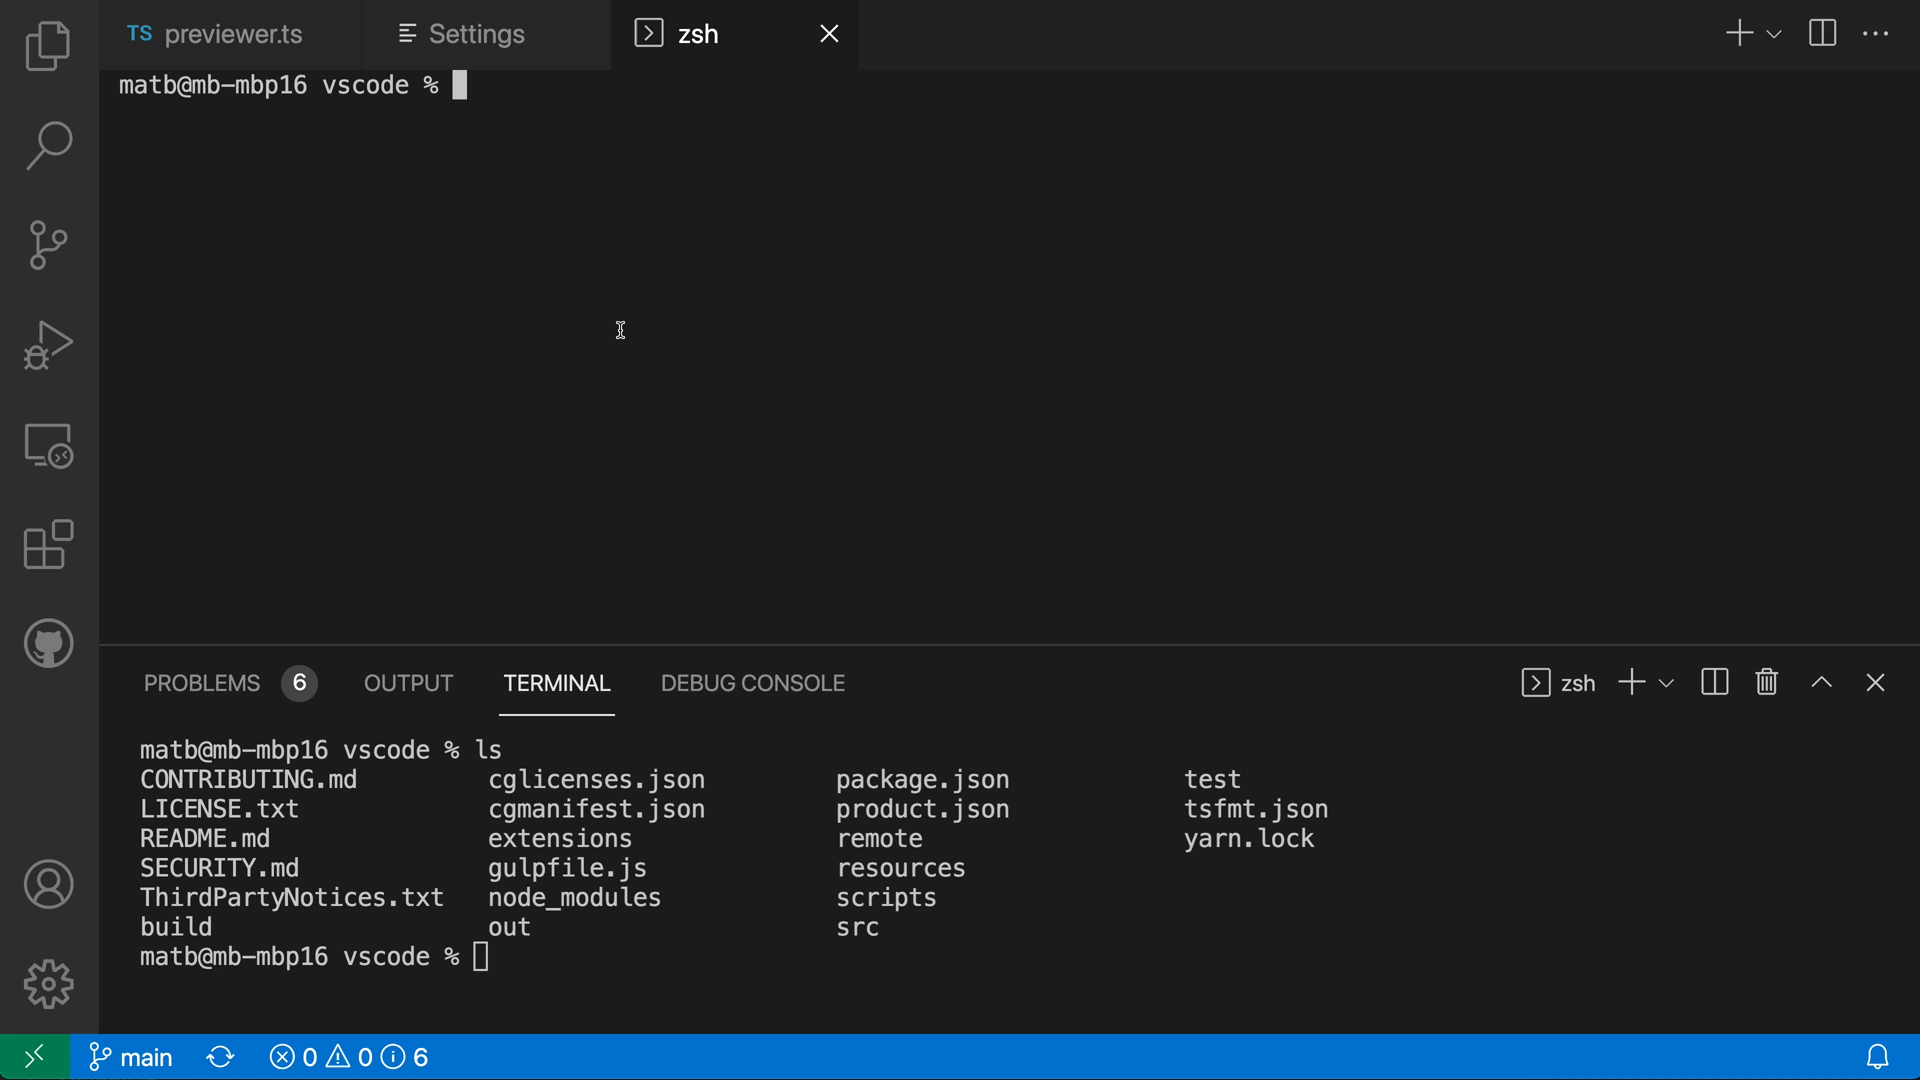 TS previewer.ts Settings zsh
matb@mb-mbp16 vscode %
PROBLEMS 6 OUTPUT TERMINAL DEBUG CONSOLE zsh
matb@mb-mbp16 vscode % ls
CONTRIBUTING.md cglicenses.json package.json test
LICENSE.txt cgmanifest.json product.json tsfmt.json
README.md extensions remote yarn.lock
SECURITY.md gulpfile.js resources
ThirdPartyNotices.txt node_modules scripts
build out src
matb@mb-mbp16 vscode %
main 0 0 6